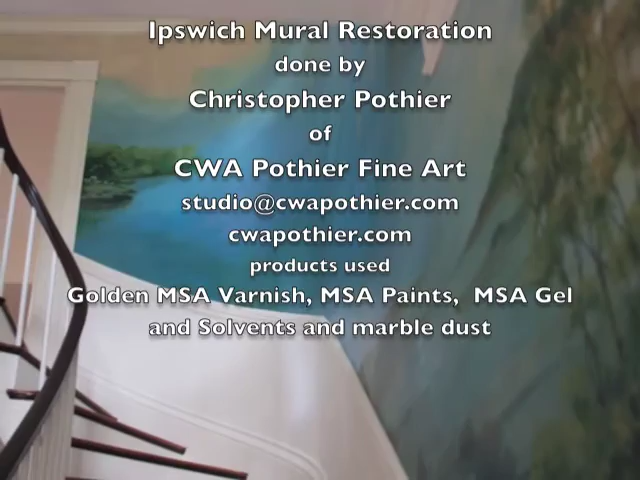 Ipswich Mural Restoration
done by
Christopher Pothier
of
CWA Pothier Fine Art
studio@cwapothier.com
cwapothier.com
products used
Golden MSA Varnish, MSA Paints, MSA Gel
and Solvents and marble dust